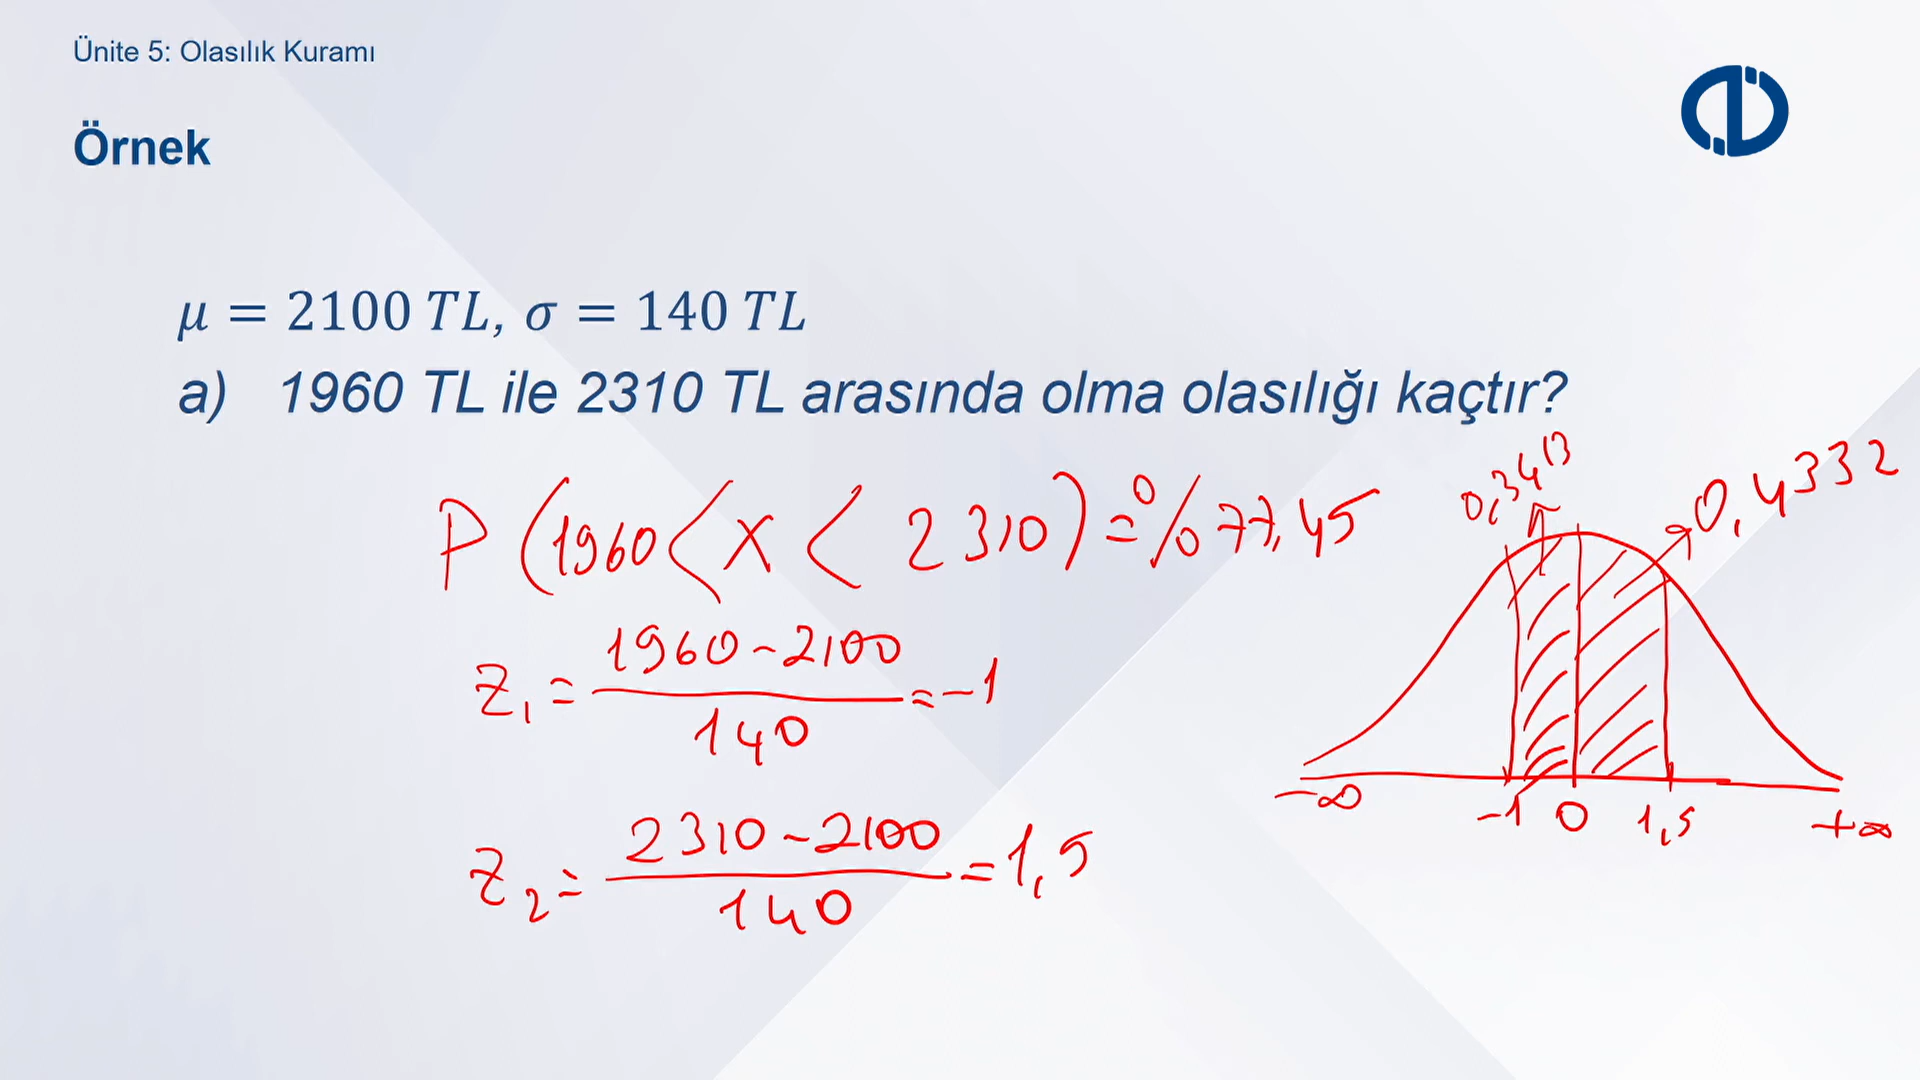 Ünite 5: Olasılık Kuramı
Örnek
μ = 2100 TL, σ = 140 TL
a) 1960 TL ile 2310 TL arasında olma olasılığı kaçtır?
P(1960 < x < 2310) = %77,45
0,3413
0,4332
z₁ = (1960 - 2100) / 140 = -1
z₂ = (2310 - 2100) / 140 = 1,5
-∞ -1 0 1,5 +∞